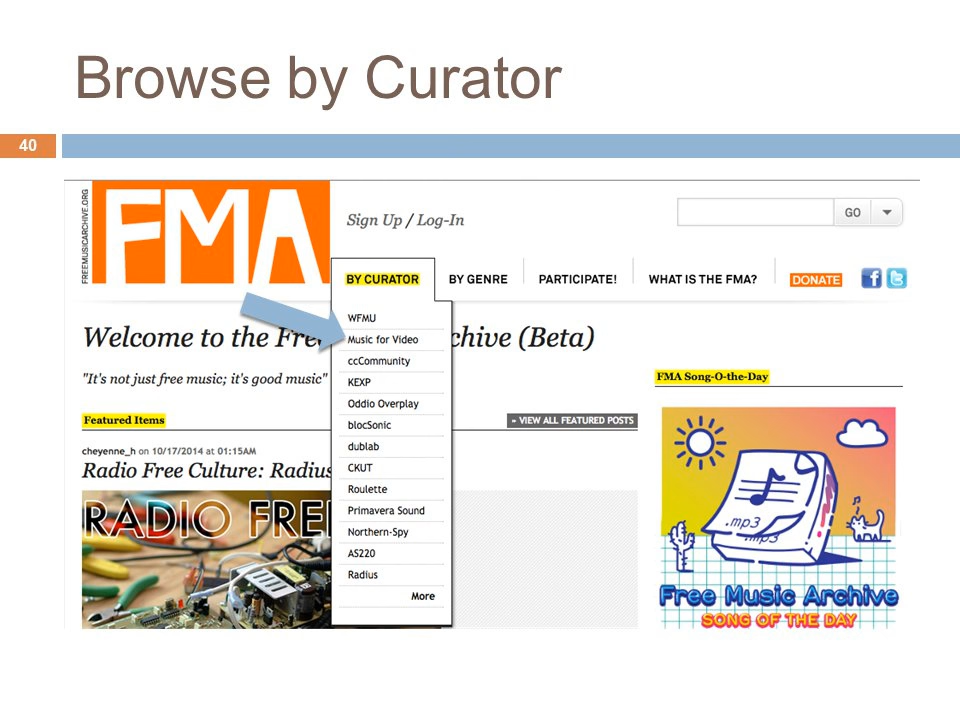 Browse by Curator
40
FREEMUSICARCHIVE.ORG
FMA
Sign Up / Log-In
GO
BY CURATOR
BY GENRE
PARTICIPATE!
WHAT IS THE FMA?
DONATE
WFMU
Music for Video
ccCommunity
KEXP
Oddio Overlay
blocSonic
dublab
CKUT
Roulette
Primavera Sound
Northern-Spy
AS220
Radius
More
Welcome to the Fre chive (Beta)
"It's not just free music; it's good music"
Featured Items
» VIEW ALL FEATURED POSTS
cheyenne_h on 10/17/2014 at 01:15AM
Radio Free Culture: Radius
RADIO FREE
FMA Song-O-the-Day
.mp3
.mp3
Free Music Archive
SONG OF THE DAY